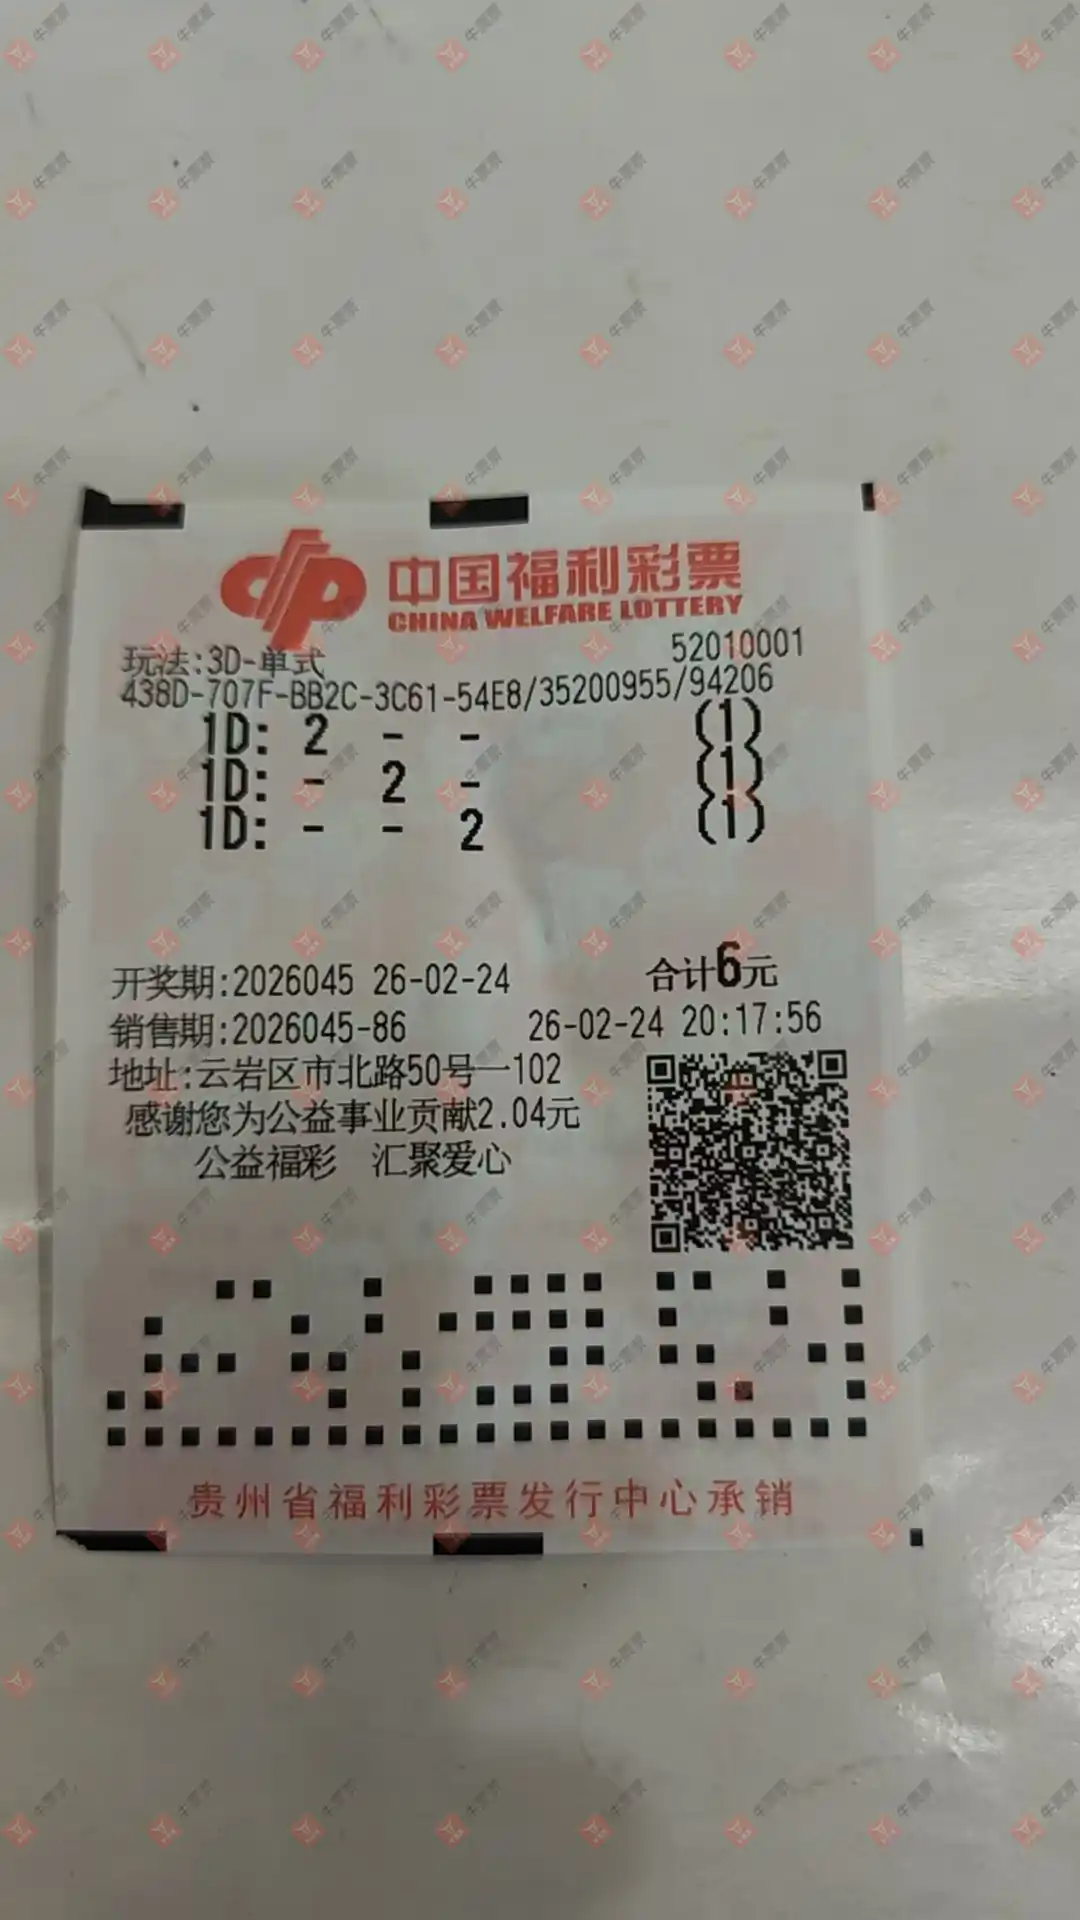 中国福利彩票
CHINA WELFARE LOTTERY
玩法:3D-单式 52010001
438D-707F-BB2C-3C61-54E8/35200955/94206
1D: 2 - - (1)
1D: - 2 - (1)
1D: - - 2 (1)
开奖期:2026045 26-02-24 合计6元
销售期:2026045-86 26-02-24 20:17:56
地址:云岩区市北路50号一102
感谢您为公益事业贡献2.04元
公益福彩 汇聚爱心
贵州省福利彩票发行中心承销